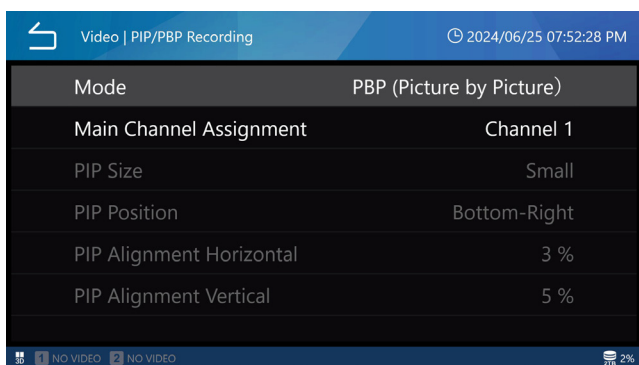 Video | PIP/PBP Recording 2024/06/25 07:52:28 PM
Mode PBP (Picture by Picture）
Main Channel Assignment Channel 1
PIP Size Small
PIP Position Bottom-Right
PIP Alignment Horizontal 3 %
PIP Alignment Vertical 5 %
3D 1 NO VIDEO 2 NO VIDEO 2TB 2%